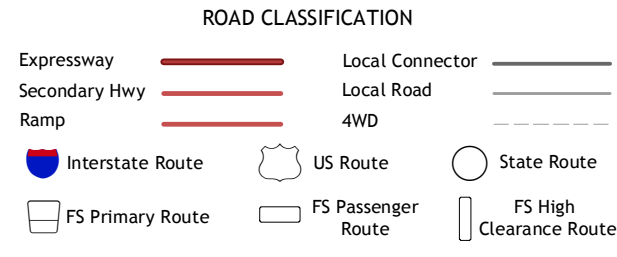 ROAD CLASSIFICATION
Expressway
Local Connector
Secondary Hwy
Local Road
Ramp
4WD
Interstate Route
US Route
State Route
FS Primary Route
FS Passenger
Route
FS High
Clearance Route